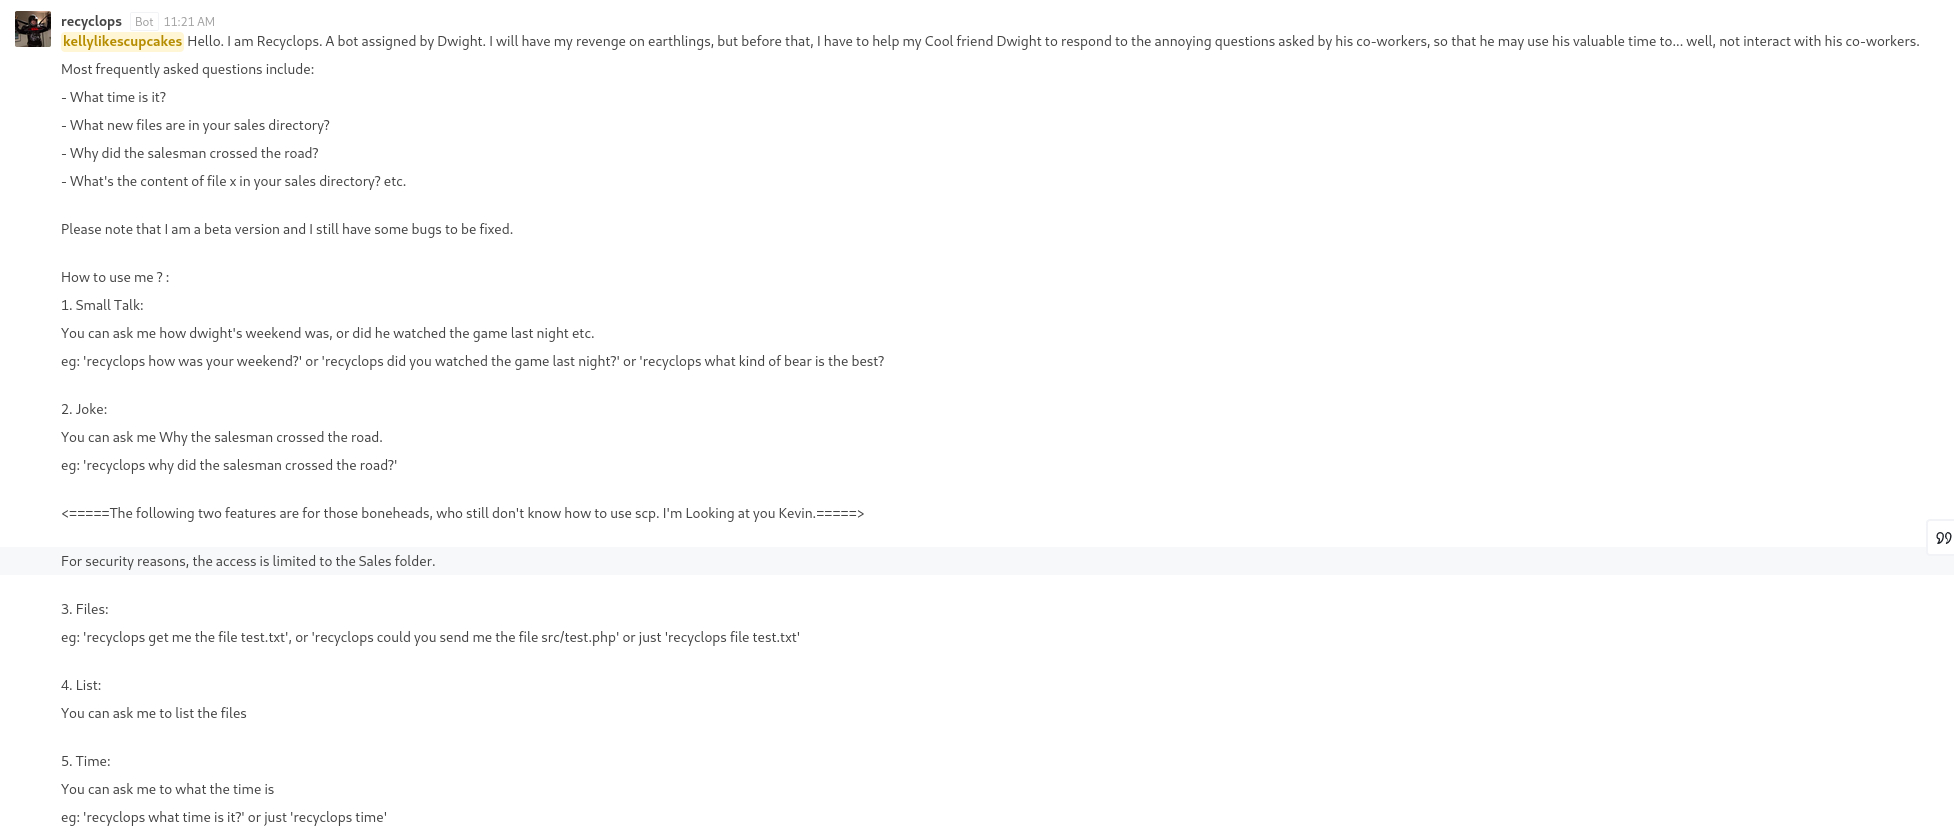 recyclops Bot 11:21 AM
kellylikescupcakes Hello. I am Recyclops. A bot assigned by Dwight. I will have my revenge on earthlings, but before that, I have to help my Cool friend Dwight to respond to the annoying questions asked by his co-workers, so that he may use his valuable time to... well, not interact with his co-workers.
Most frequently asked questions include:
- What time is it?
- What new files are in your sales directory?
- Why did the salesman crossed the road?
- What's the content of file x in your sales directory? etc.
Please note that I am a beta version and I still have some bugs to be fixed.
How to use me ? :
1. Small Talk:
You can ask me how dwight's weekend was, or did he watched the game last night etc.
eg: 'recyclops how was your weekend?' or 'recyclops did you watched the game last night?' or 'recyclops what kind of bear is the best?
2. Joke:
You can ask me Why the salesman crossed the road.
eg: 'recyclops why did the salesman crossed the road?'
<=====The following two features are for those boneheads, who still don't know how to use scp. I'm Looking at you Kevin.=====>
For security reasons, the access is limited to the Sales folder.
3. Files:
eg: 'recyclops get me the file test.txt', or 'recyclops could you send me the file src/test.php' or just 'recyclops file test.txt'
4. List:
You can ask me to list the files
5. Time:
You can ask me to what the time is
eg: 'recyclops what time is it?' or just 'recyclops time'